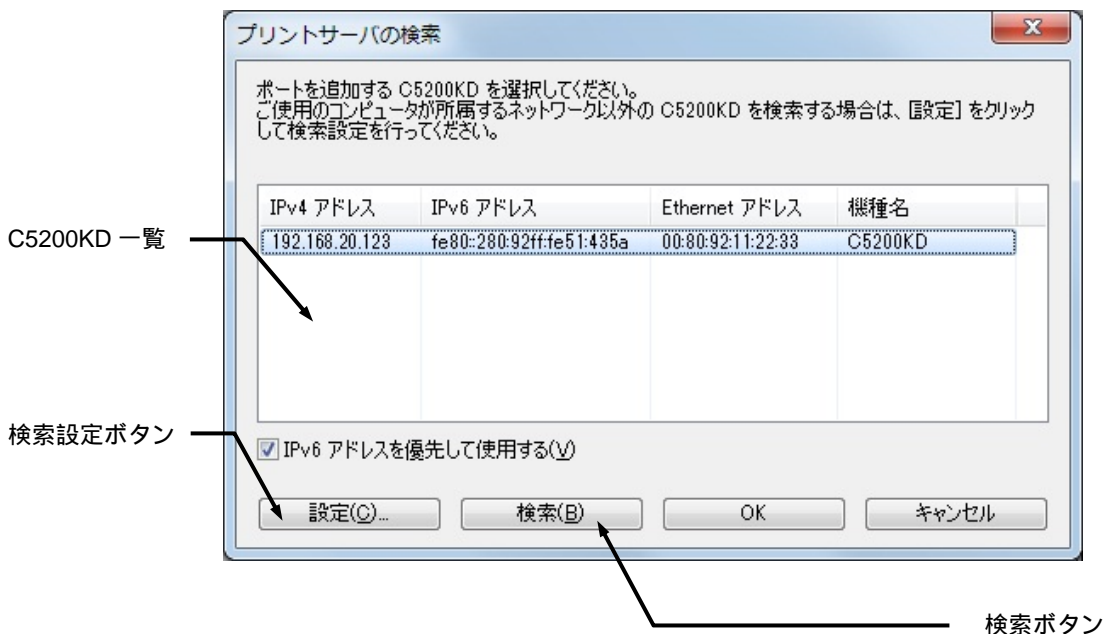 プリントサーバの検索
ポートを追加する C5200KD を選択してください。
ご使用のコンピュータが所属するネットワーク以外の C5200KD を検索する場合は、[設定] をクリック
して検索設定を行ってください。
IPv4 アドレス IPv6 アドレス Ethernet アドレス 機種名
192.168.20.123 fe80::280:92ff:fe51:435a 00:80:92:11:22:33 C5200KD
C5200KD 一覧
検索設定ボタン
IPv6 アドレスを優先して使用する(V)
設定(C)... 検索(B) OK キャンセル
検索ボタン